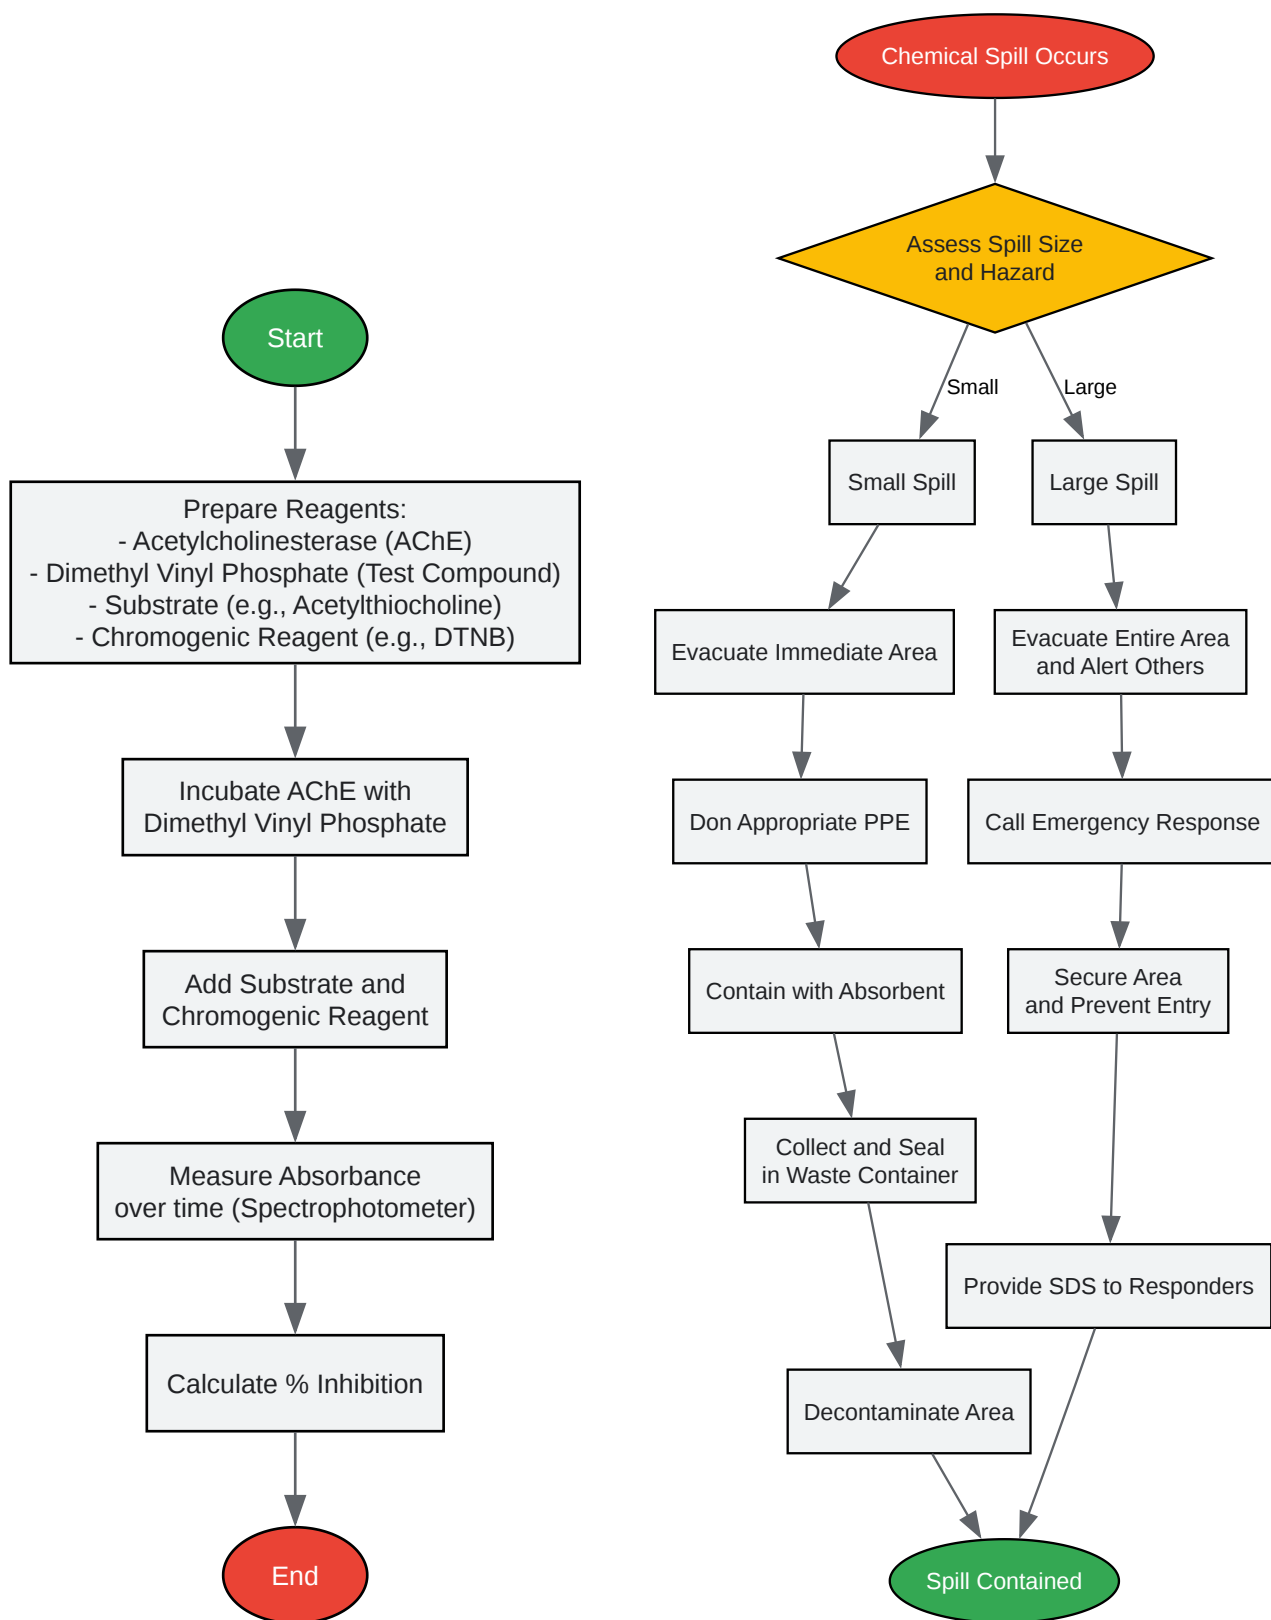 Start
Prepare Reagents:
- Acetylcholinesterase (AChE)
- Dimethyl Vinyl Phosphate (Test Compound)
- Substrate (e.g., Acetylthiocholine)
- Chromogenic Reagent (e.g., DTNB)
Incubate AChE with
Dimethyl Vinyl Phosphate
Add Substrate and
Chromogenic Reagent
Measure Absorbance
over time (Spectrophotometer)
Calculate % Inhibition
End
Chemical Spill Occurs
Assess Spill Size
and Hazard
Small
Large
Small Spill
Large Spill
Evacuate Immediate Area
Evacuate Entire Area
and Alert Others
Don Appropriate PPE
Call Emergency Response
Contain with Absorbent
Secure Area
and Prevent Entry
Collect and Seal
in Waste Container
Provide SDS to Responders
Decontaminate Area
Spill Contained